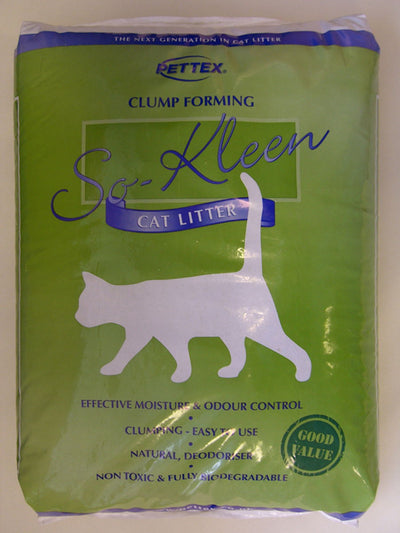 THE NEXT GENERATION IN CAT LITTER
PETTEX®
CLUMP FORMING
So-Kleen
CAT LITTER
EFFECTIVE MOISTURE & ODOUR CONTROL
•
CLUMPING - EASY TO USE
•
NATURAL, DEODORISER
•
NON TOXIC & FULLY BIODEGRADABLE
GOOD
VALUE